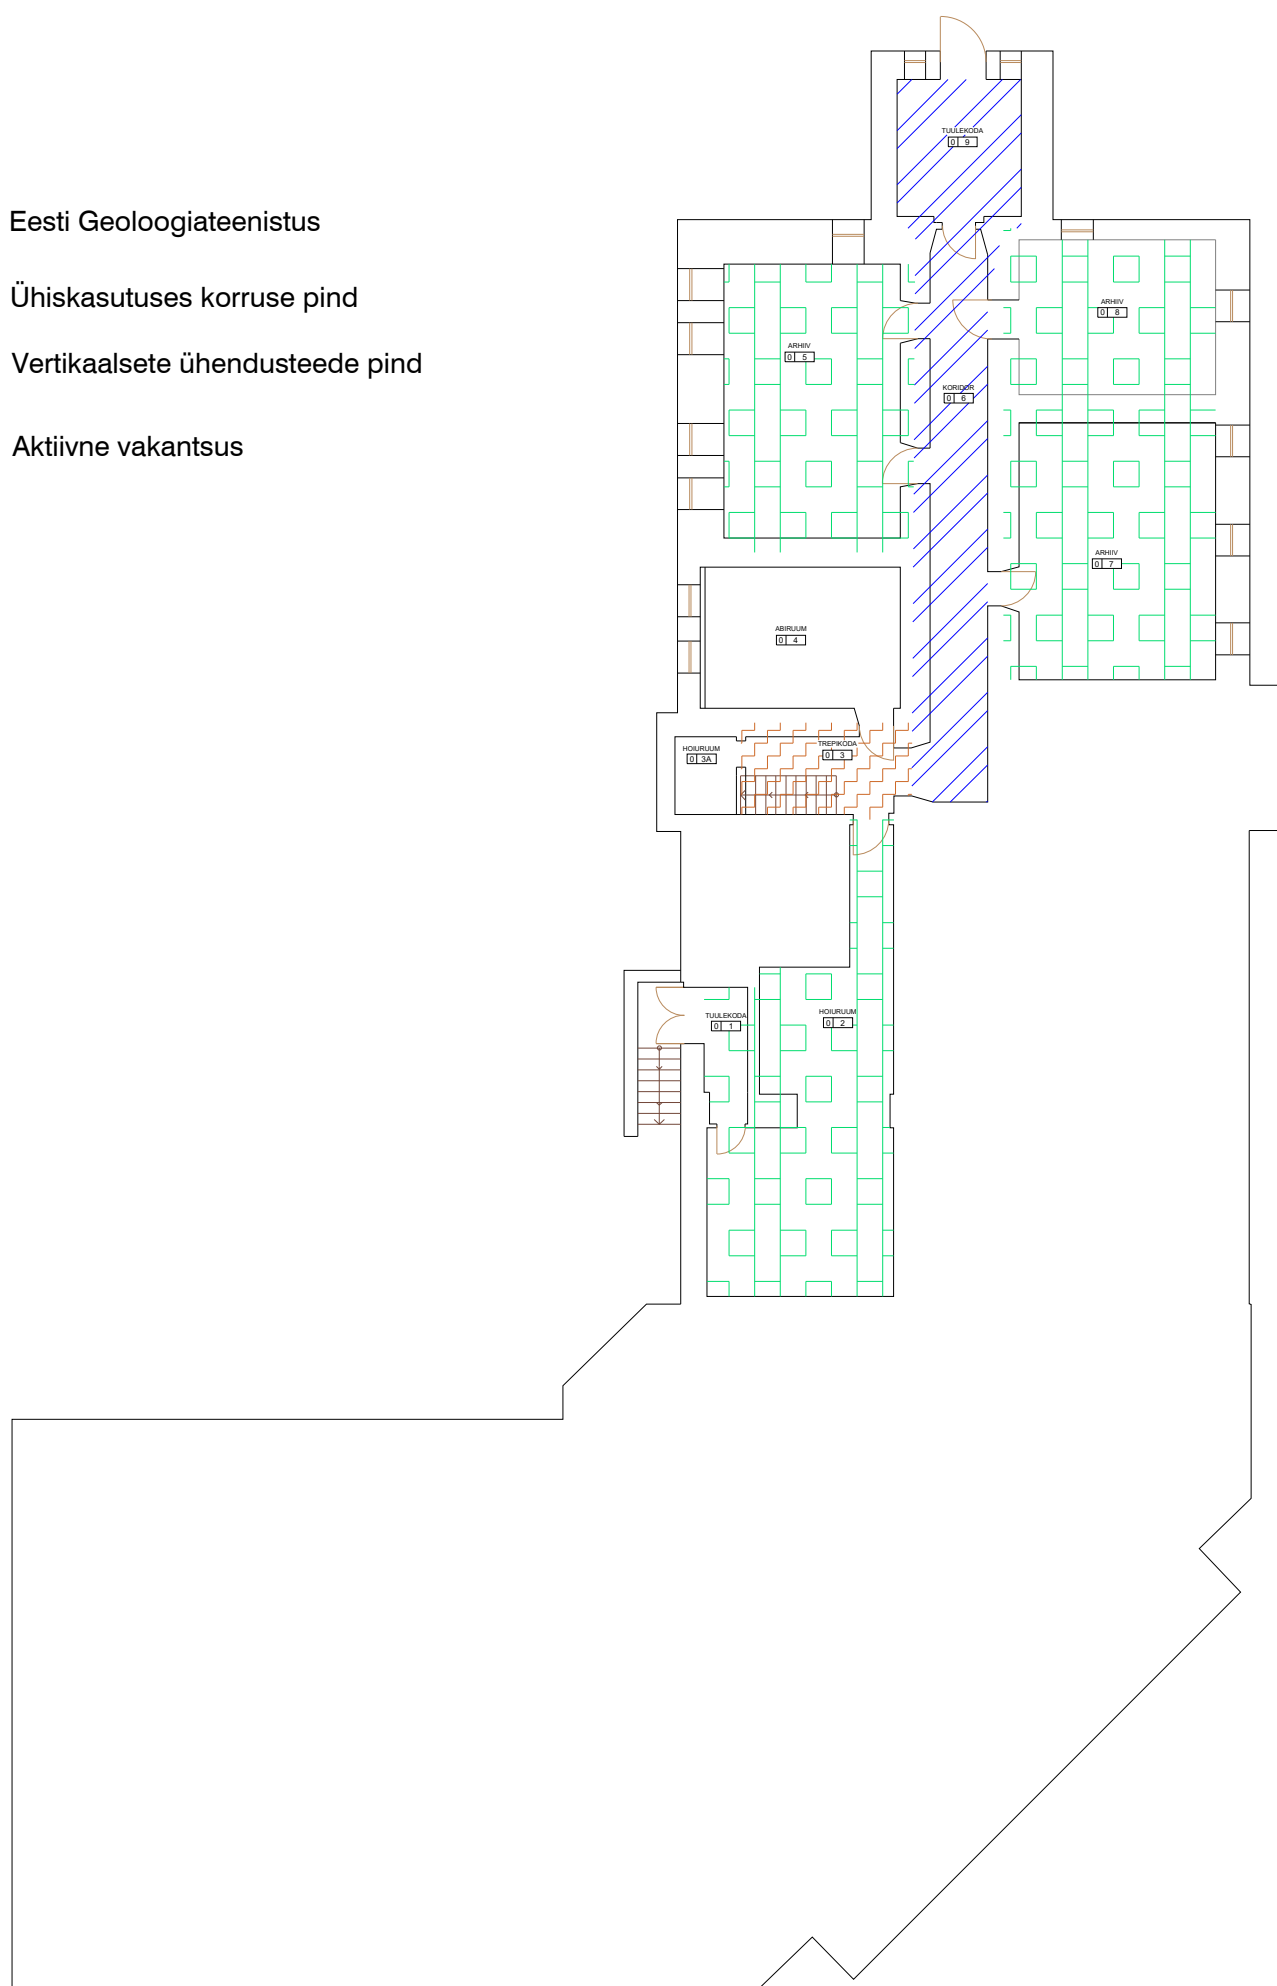 TUULEKODA
0 9
Eesti Geoloogiateenistus
Ühiskasutuses korruse pind
ARHIIV
0 8
ARHIIV
0 5
Vertikaalsete ühendusteede pind
KORIDOR
0 6
Aktiivne vakantsus
ARHIIV
0 7
ABIRUUM
0 4
HOIURUUM
0 3A
TREPIKODA
0 3
TUULEKODA
0 1
HOIURUUM
0 2